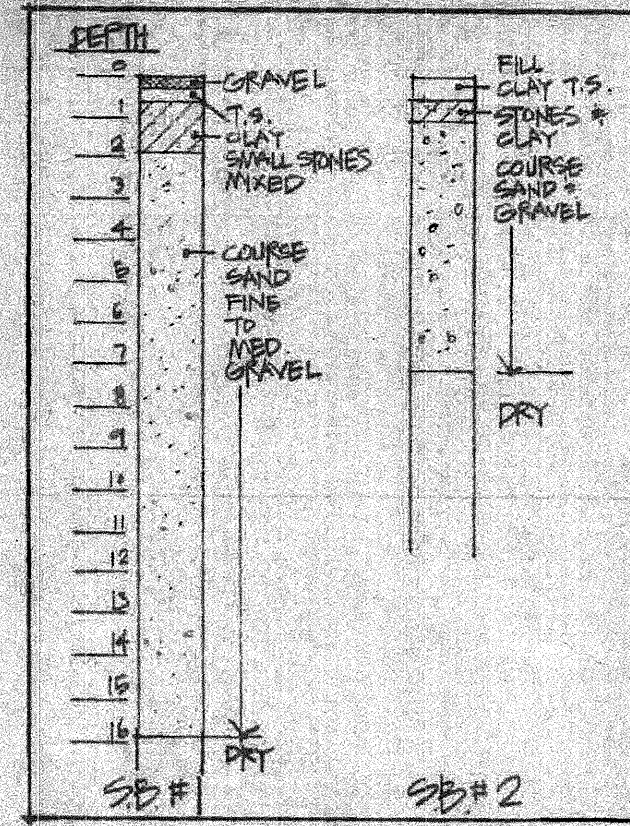 DEPTH
0
1
2
3
4
5
6
7
8
9
10
11
12
13
14
15
16
GRAVEL
T.S.
CLAY
SMALL STONES
MIXED
COURSE
SAND
FINE
TO
MED.
GRAVEL
DRY
S.B. #1
FILL
CLAY T.S.
STONES &
CLAY
COURSE
SAND &
GRAVEL
DRY
S.B. #2